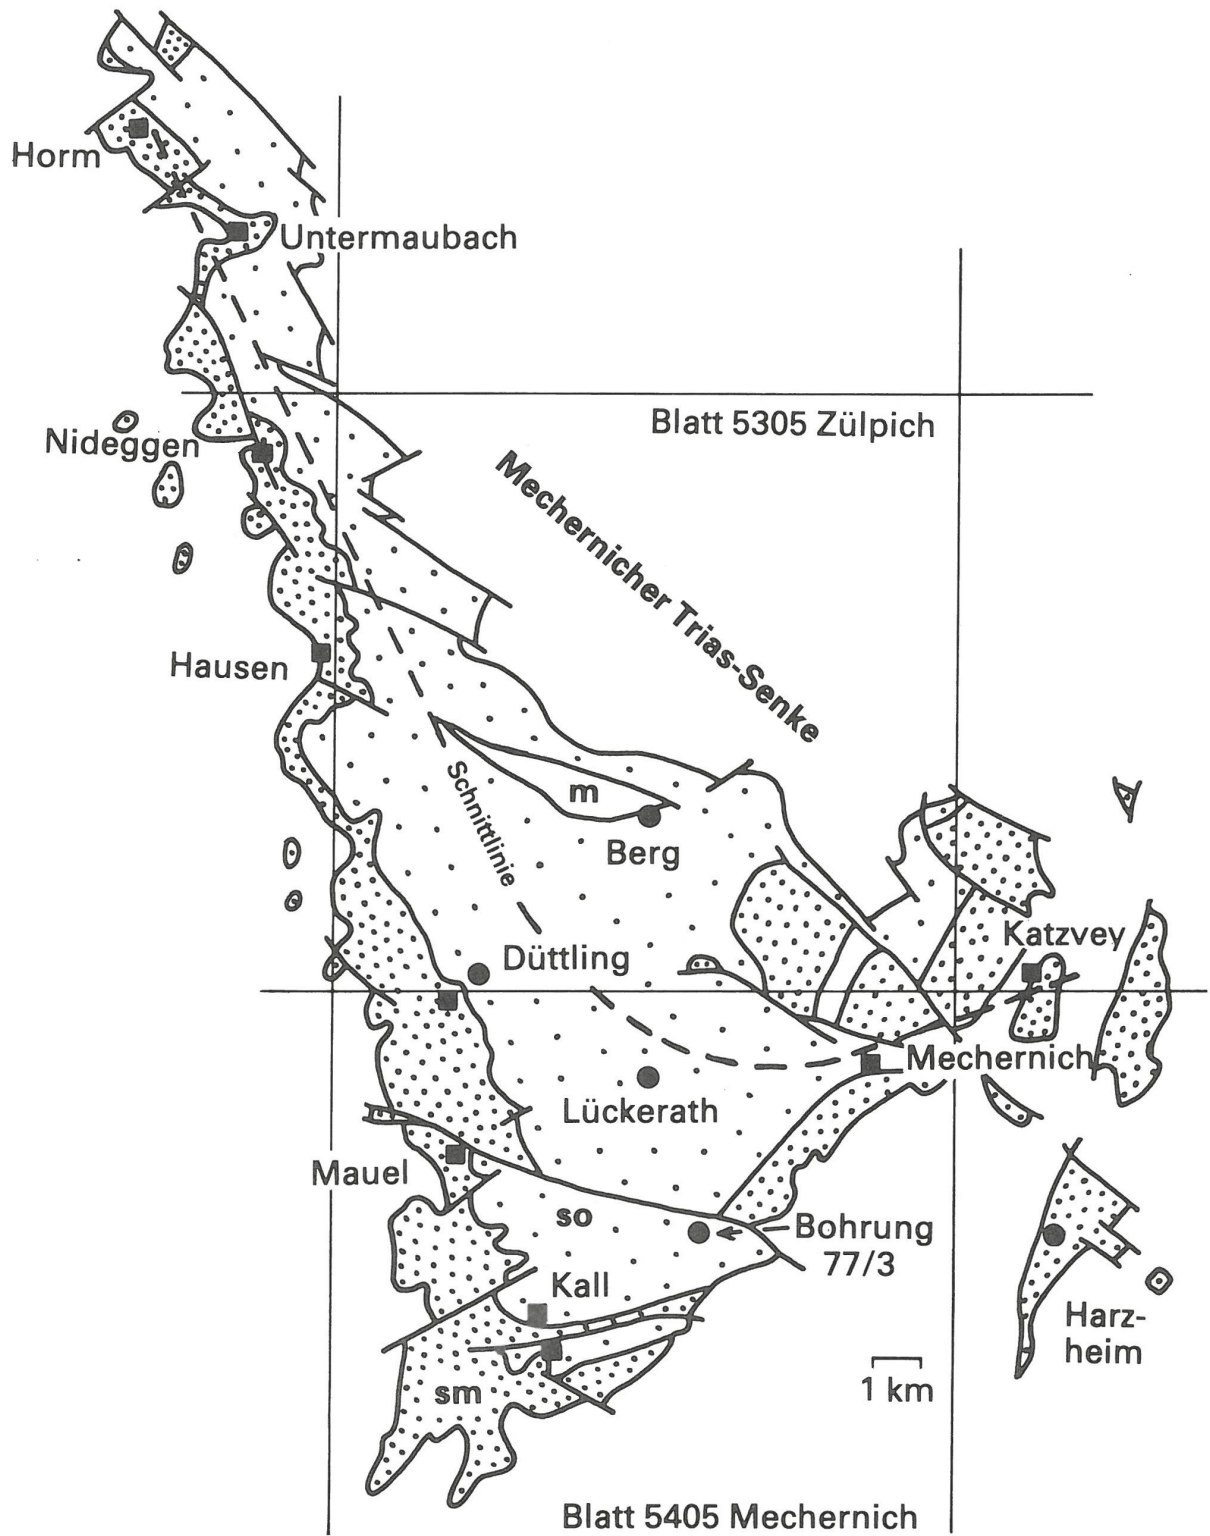 Horm
Untermaubach
Blatt 5305 Zülpich
Nideggen
Mechernicher Trias-Senke
Hausen
Schnittlinie
m
Berg
Katzvey
Düttling
Mechernich
Lückerath
Mauel
so
Bohrung
77/3
Kall
Harz-
heim
1 km
sm
Blatt 5405 Mechernich